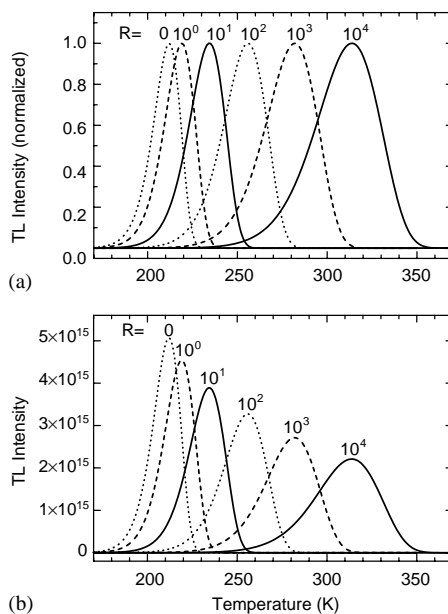 R= 0 10⁰ 10¹ 10² 10³ 10⁴
TL Intensity (normalized)
1.0
0.8
0.6
0.4
0.2
0.0
200 250 300 350
(a)
R= 0
10⁰
10¹
10²
10³
10⁴
TL Intensity
5×10¹⁵
4×10¹⁵
3×10¹⁵
2×10¹⁵
1×10¹⁵
0
200 250 300 350
(b)
Temperature (K)